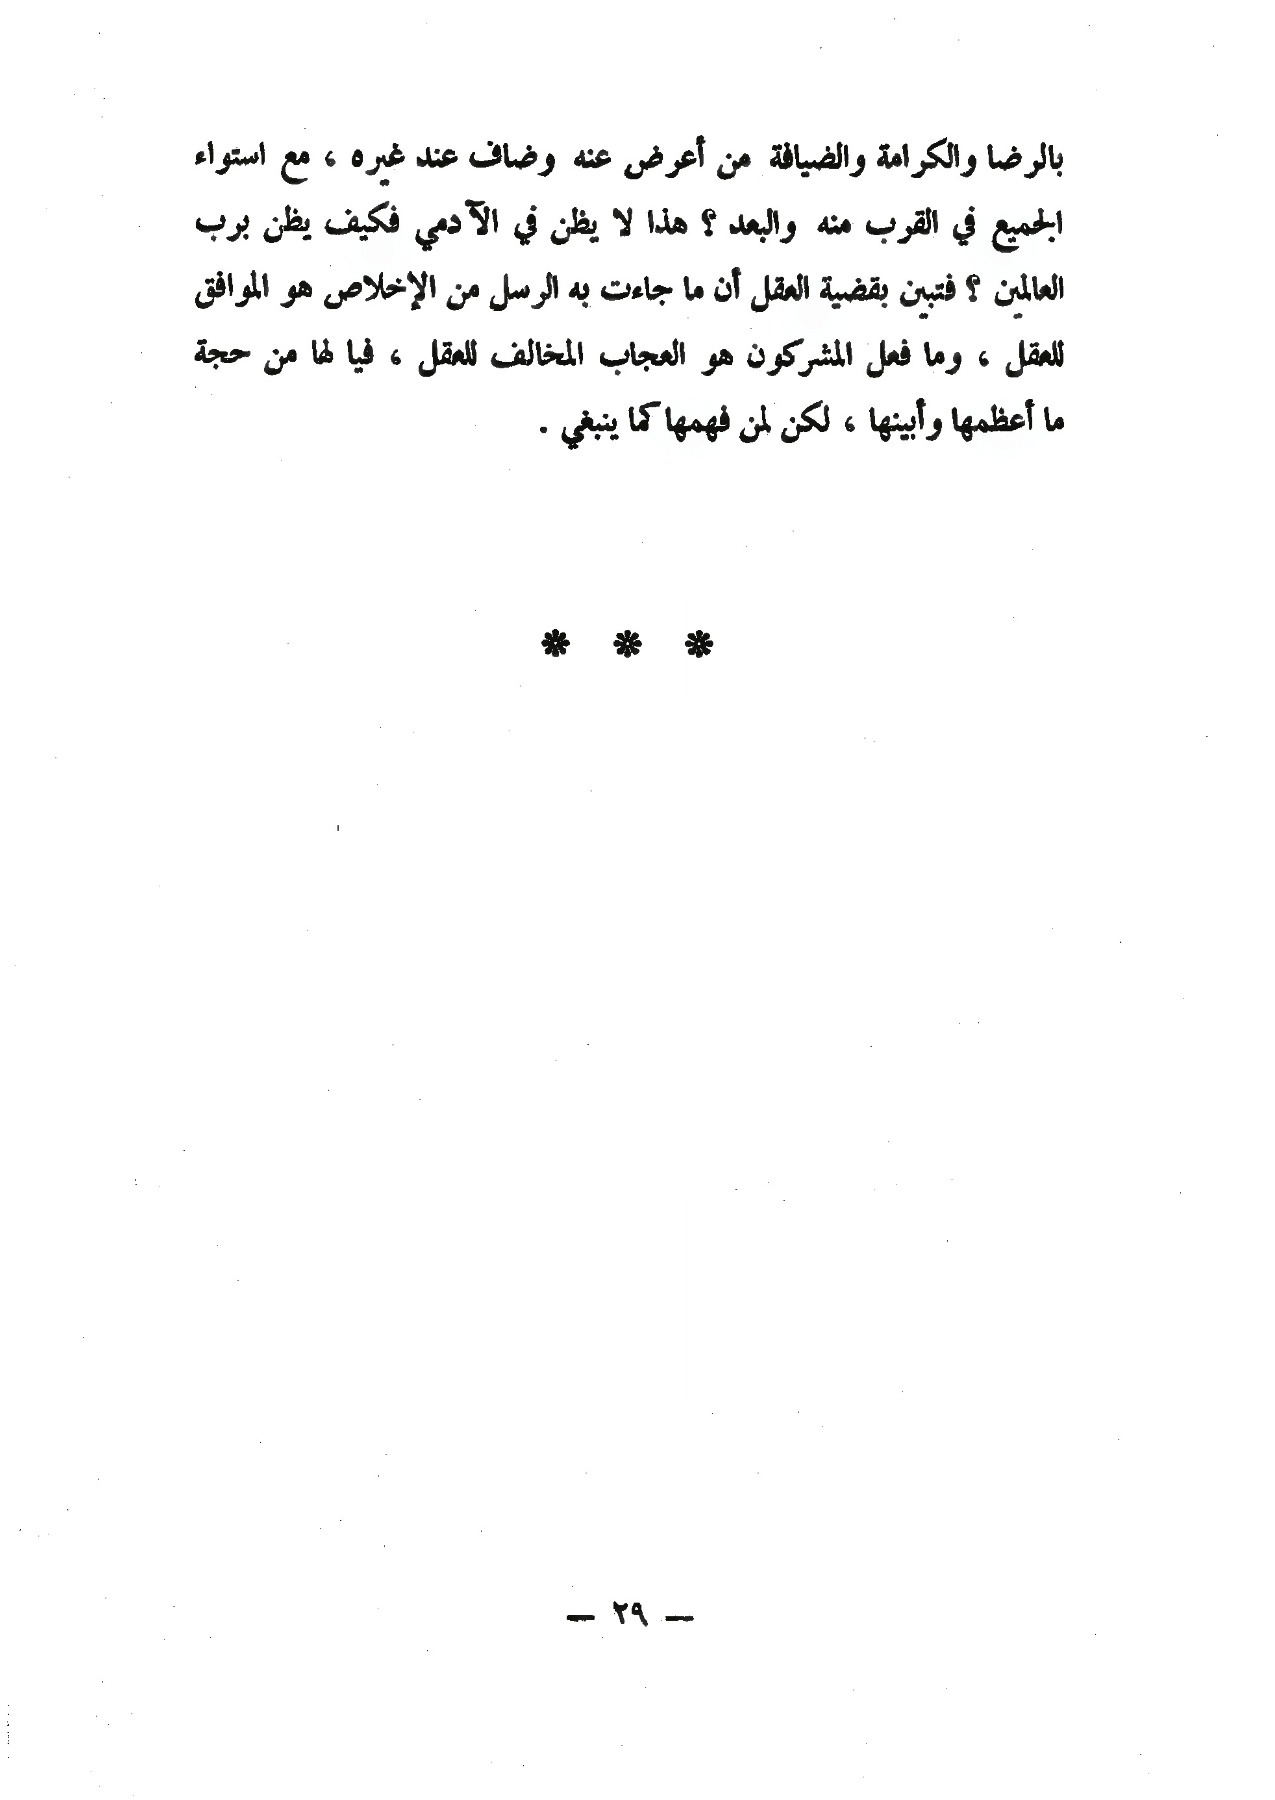 بالرضا والكرامة والضيافة من أعرض عنه وضاف عند غيره ، مع استواء
الجميع في القرب منه والبعد ؟ هذا لا يظن في الآدمي فكيف يظن برب
العالمين ؟ فتبين بقضية العقل أن ما جاءت به الرسل من الإخلاص هو الموافق
للعقل ، وما فعل المشركون هو العجاب المخالف للعقل ، فيا لها من حجة
ما أعظمها وأبينها ، لكن لمن فهمها كما ينبغي .
* * *
— ٢٩ —